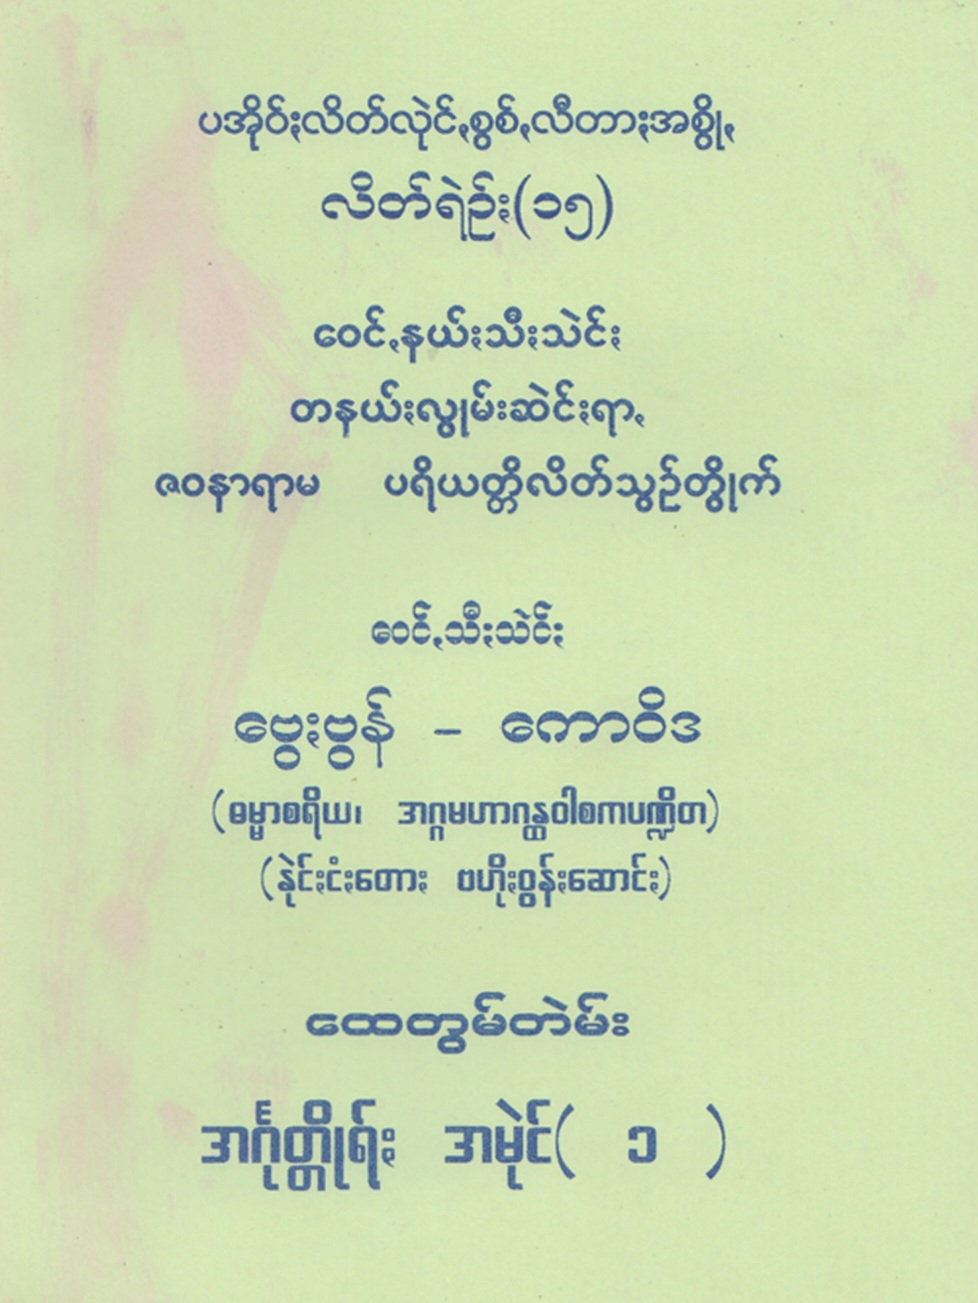 ပအိုဝ်ႏလိတ်လုဲင်ႇစွစ်ႇလီတာႏအစွိုႇ
လိတ်ရဲဉ်ႏ(၁၅)
ဝေင်ႇနယ်ႏသီႏသဲင်ႏ
တနယ်ႏလွုမ်ႏဆဲင်ႏရာႇ
ဇဝနာရာမ ပရိယတ္တိလိတ်သွဉ်တွိုက်
ဝေင်ႇသီႏသဲင်ႏ
ဗွေႏဗွန် – ကောဝိဒ
(ဓမ္မာစရိယ၊ အဂ္ဂမဟာဂန္ထဝါစကပဏ္ဍိတ)
(နဲုင်ႏငံႏတောႏ ဗဟိုႏဝွန်ႏဆောင်ႏ)
ထေတွမ်တဲမ်ႏ
အင်္ဂုတ္တိုရ်ႏ အမဲုင်( ၁ )